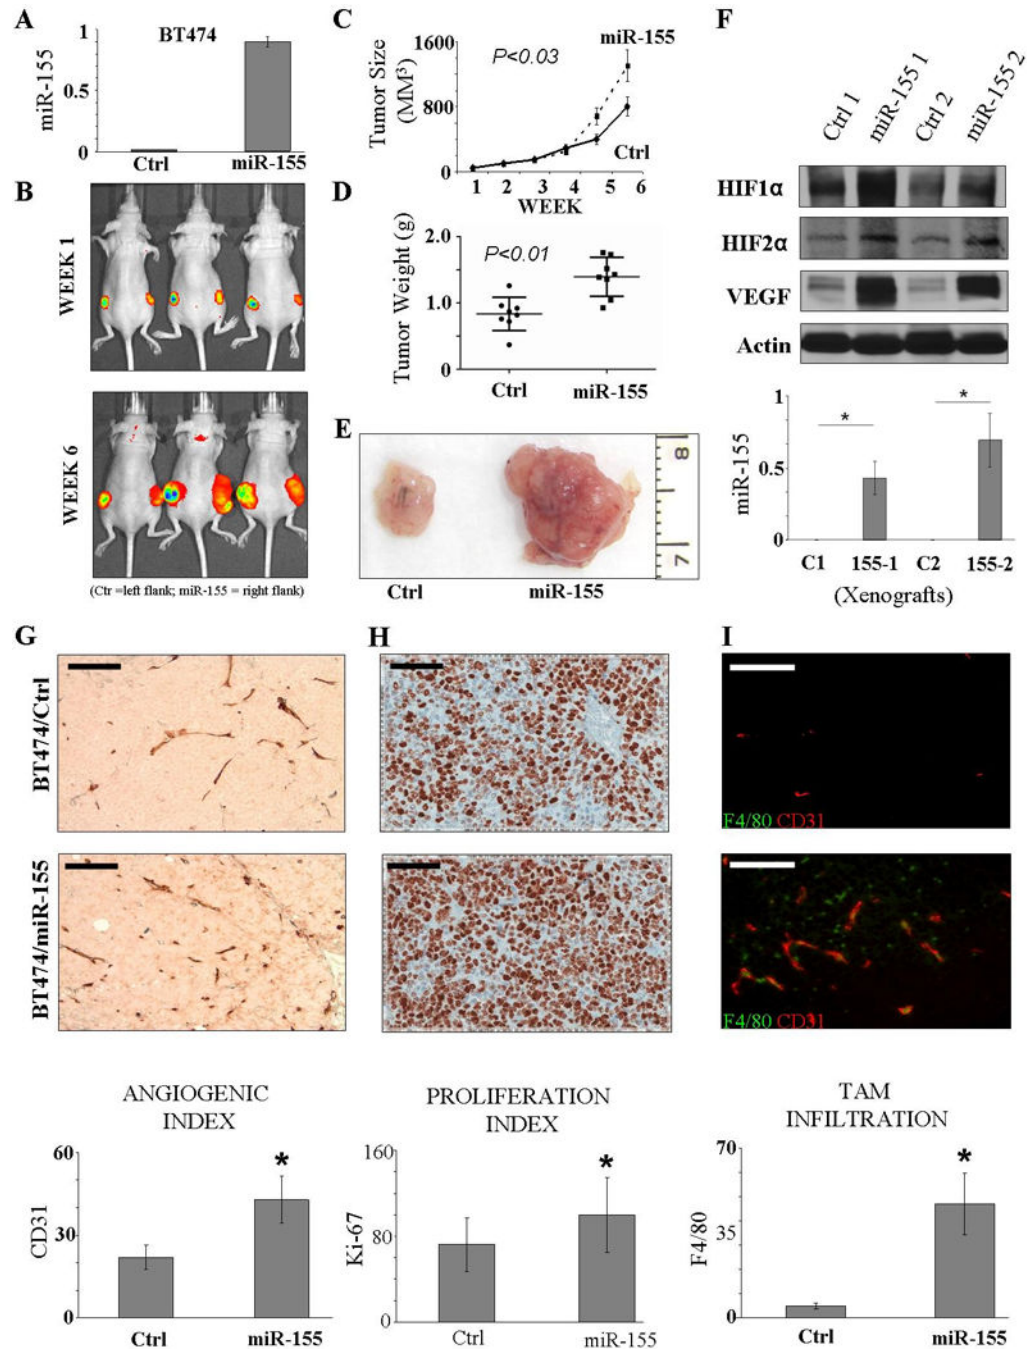 A
BT474
miR-155
1
0.5
0
Ctrl
miR-155
B
WEEK 1
WEEK 6
(Ctr =left flank; miR-155 = right flank)
C
Tumor Size
(MM³)
1600
800
0
P<0.03
miR-155
Ctrl
1 2 3 4 5 6
WEEK
D
Tumor Weight (g)
2.0
1.0
0
P<0.01
Ctrl
miR-155
E
8
7
Ctrl
miR-155
F
Ctrl 1
miR-155 1
Ctrl 2
miR-155 2
HIF1α
HIF2α
VEGF
Actin
miR-155
1
0.5
0
*
*
C1 155-1 C2 155-2
(Xenografts)
G
H
I
BT474/Ctrl
F4/80 CD31
BT474/miR-155
F4/80 CD31
ANGIOGENIC
INDEX
CD31
60
30
0
*
Ctrl
miR-155
PROLIFERATION
INDEX
Ki-67
160
80
0
*
Ctrl
miR-155
TAM
INFILTRATION
F4/80
70
35
0
*
Ctrl
miR-155